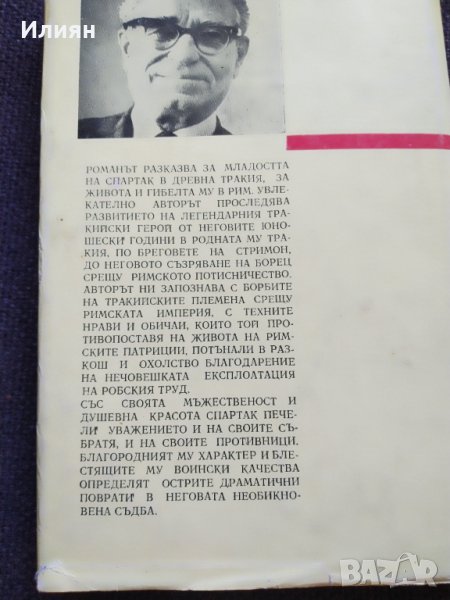 Илиян
РОМАНЪТ РАЗКАЗВА ЗА МЛАДОСТТА
НА СПАРТАК В ДРЕВНА ТРАКИЯ, ЗА
ЖИВОТА И ГИБЕЛТА МУ В РИМ. УВЛЕ-
КАТЕЛНО АВТОРЪТ ПРОСЛЕДЯВА
РАЗВИТИЕТО НА ЛЕГЕНДАРНИЯ ТРА-
КИЙСКИ ГЕРОЙ ОТ НЕГОВИТЕ ЮНО-
ШЕСКИ ГОДИНИ В РОДНАТА МУ ТРА-
КИЯ, ПО БРЕГОВЕТЕ НА СТРИМОН,
ДО НЕГОВОТО СЪЗРЯВАНЕ НА БОРЕЦ
СРЕЩУ РИМСКОТО ПОТИСНИЧЕСТВО.
АВТОРЪТ НИ ЗАПОЗНАВА С БОРБИТЕ
НА ТРАКИЙСКИТЕ ПЛЕМЕНА СРЕЩУ
РИМСКАТА ИМПЕРИЯ, С ТЕХНИТЕ
НРАВИ И ОБИЧАИ, КОИТО ТОЙ ПРО-
ТИВОПОСТАВЯ НА ЖИВОТА НА РИМ-
СКИТЕ ПАТРИЦИИ, ПОТЪНАЛИ В РАЗ-
КОШ И ОХОЛСТВО БЛАГОДАРЕНИЕ
НА НЕЧОВЕШКАТА ЕКСПЛОАТАЦИЯ
НА РОБСКИЯ ТРУД.
СЪС СВОЯТА МЪЖЕСТВЕНОСТ И
ДУШЕВНА КРАСОТА СПАРТАК ПЕЧЕ-
ЛИ УВАЖЕНИЕТО И НА СВОИТЕ СЪ-
БРАТЯ, И НА СВОИТЕ ПРОТИВНИЦИ.
БЛАГОРОДНИЯТ МУ ХАРАКТЕР И БЛЕ-
СТЯЩИТЕ МУ ВОИНСКИ КАЧЕСТВА
ОПРЕДЕЛЯТ ОСТРИТЕ ДРАМАТИЧНИ
ПОВРАТИ В НЕГОВАТА НЕОБИКНО-
ВЕНА СЪДБА.
BAZAR